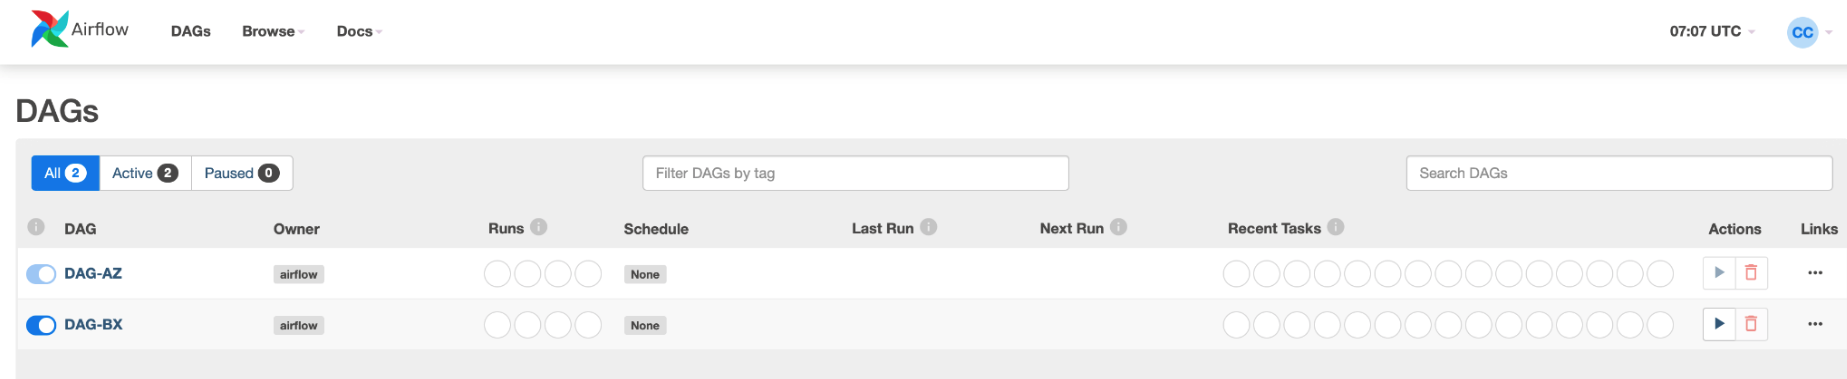 Airflow DAGs Browse Docs 07:07 UTC CC
DAGs
All 2 Active 2 Paused 0 Filter DAGs by tag Search DAGs
DAG Owner Runs Schedule Last Run Next Run Recent Tasks Actions Links
DAG-AZ airflow None
DAG-BX airflow None